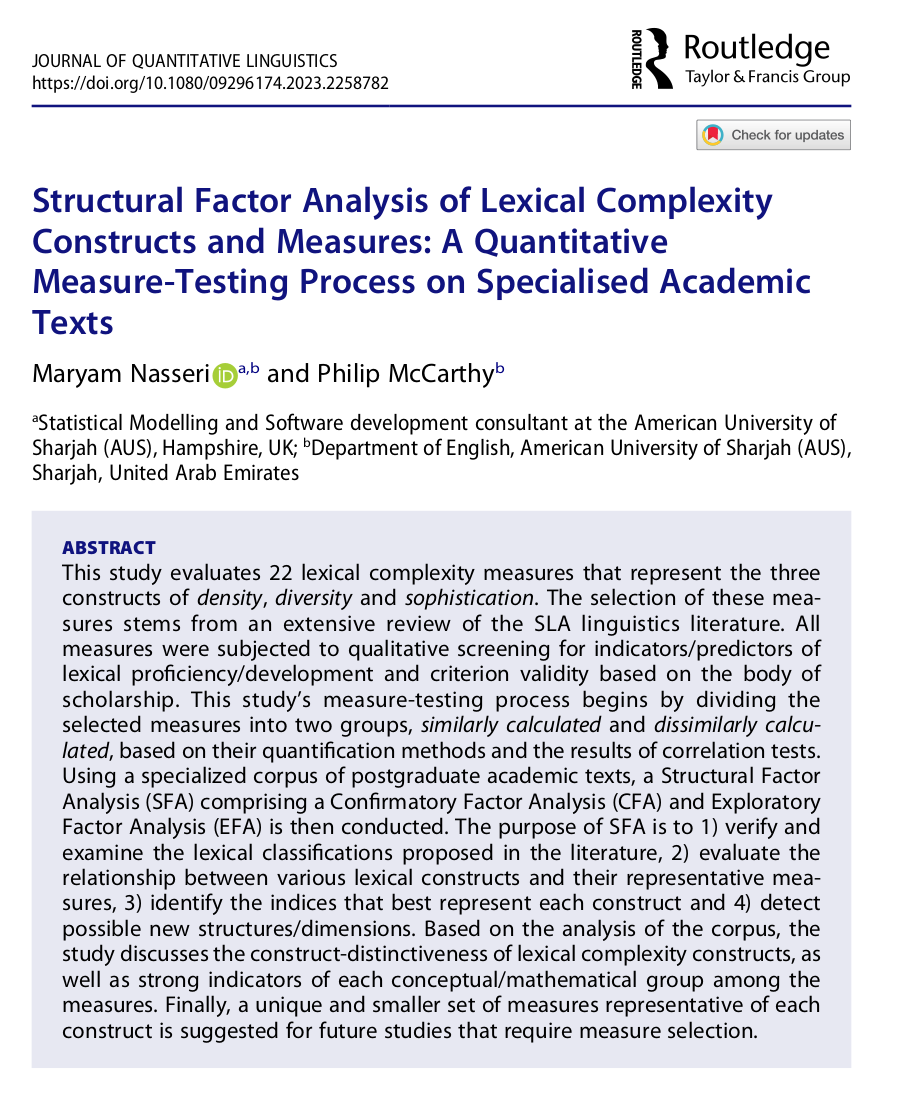 JOURNAL OF QUANTITATIVE LINGUISTICS
https://doi.org/10.1080/09296174.2023.2258782
ROUTLEDGE
Routledge
Taylor & Francis Group
Check for updates
Structural Factor Analysis of Lexical Complexity
Constructs and Measures: A Quantitative
Measure-Testing Process on Specialised Academic
Texts
Maryam Nasseri iD a,b and Philip McCarthy b
aStatistical Modelling and Software development consultant at the American University of
Sharjah (AUS), Hampshire, UK; bDepartment of English, American University of Sharjah (AUS),
Sharjah, United Arab Emirates
ABSTRACT
This study evaluates 22 lexical complexity measures that represent the three
constructs of density, diversity and sophistication. The selection of these mea-
sures stems from an extensive review of the SLA linguistics literature. All
measures were subjected to qualitative screening for indicators/predictors of
lexical proficiency/development and criterion validity based on the body of
scholarship. This study's measure-testing process begins by dividing the
selected measures into two groups, similarly calculated and dissimilarly calcu-
lated, based on their quantification methods and the results of correlation tests.
Using a specialized corpus of postgraduate academic texts, a Structural Factor
Analysis (SFA) comprising a Confirmatory Factor Analysis (CFA) and Exploratory
Factor Analysis (EFA) is then conducted. The purpose of SFA is to 1) verify and
examine the lexical classifications proposed in the literature, 2) evaluate the
relationship between various lexical constructs and their representative mea-
sures, 3) identify the indices that best represent each construct and 4) detect
possible new structures/dimensions. Based on the analysis of the corpus, the
study discusses the construct-distinctiveness of lexical complexity constructs, as
well as strong indicators of each conceptual/mathematical group among the
measures. Finally, a unique and smaller set of measures representative of each
construct is suggested for future studies that require measure selection.